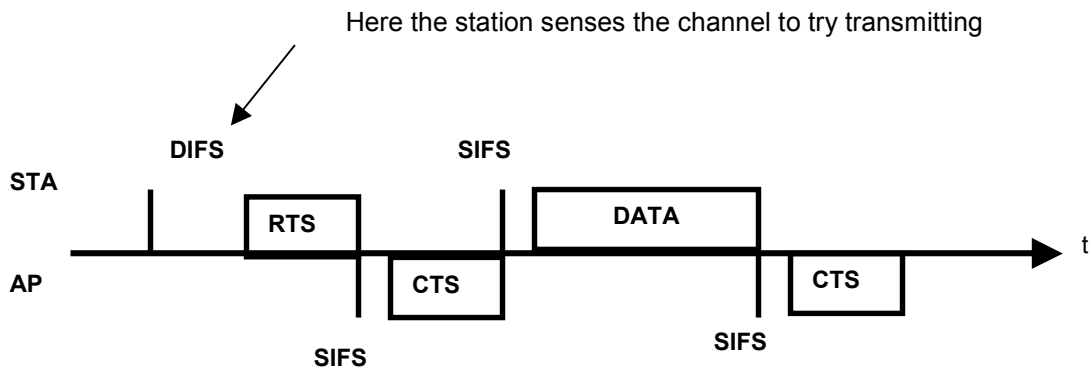 Here the station senses the channel to try transmitting
DIFS SIFS
STA
RTS DATA
t
AP
CTS CTS
SIFS
SIFS